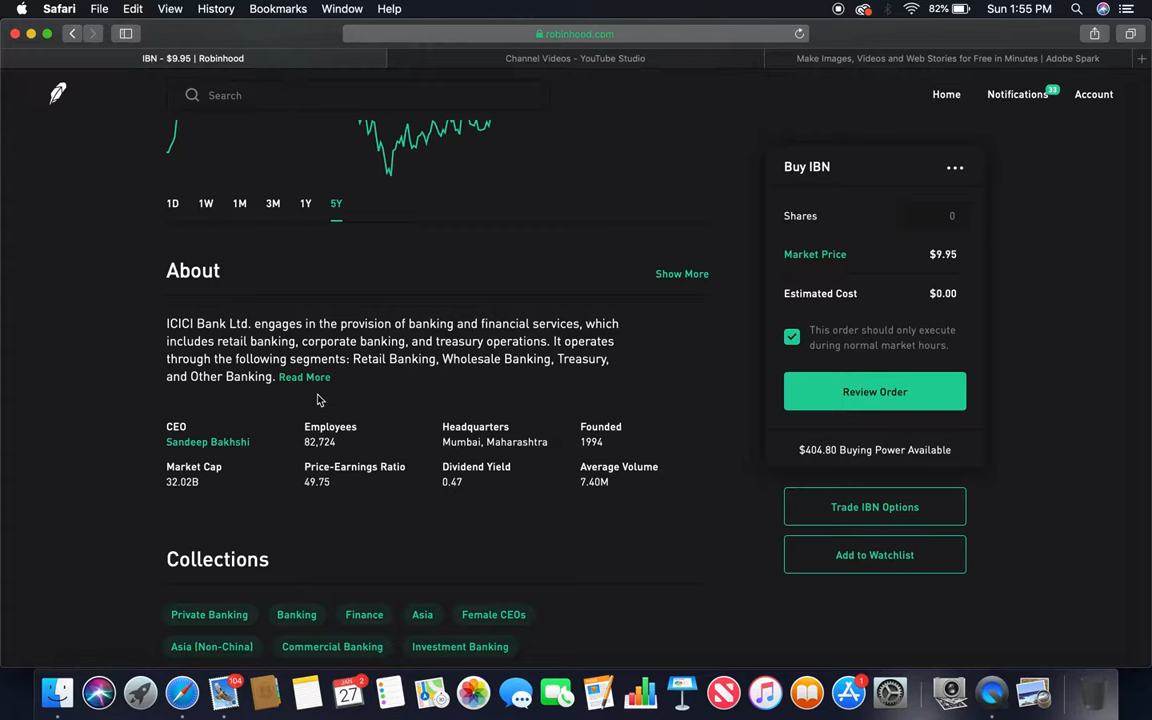 Safari File Edit View History Bookmarks Window Help 82% Sun 1:55 PM
robinhood.com
IBN - $9.95 | Robinhood Channel Videos - YouTube Studio Make Images, Videos and Web Stories for Free in Minutes | Adobe Spark
Search Home Notifications 33 Account
Buy IBN
1D 1W 1M 3M 1Y 5Y
Shares 0
Market Price $9.95
About Show More
Estimated Cost $0.00
ICICI Bank Ltd. engages in the provision of banking and financial services, which
includes retail banking, corporate banking, and treasury operations. It operates
through the following segments: Retail Banking, Wholesale Banking, Treasury,
and Other Banking. Read More
This order should only execute
during normal market hours.
Review Order
$404.80 Buying Power Available
CEO Employees Headquarters Founded
Sandeep Bakhshi 82,724 Mumbai, Maharashtra 1994
Market Cap Price-Earnings Ratio Dividend Yield Average Volume
32.02B 49.75 0.47 7.40M
Trade IBN Options
Add to Watchlist
Collections
Private Banking Banking Finance Asia Female CEOs
Asia (Non-China) Commercial Banking Investment Banking
104 JAN 27 2 1